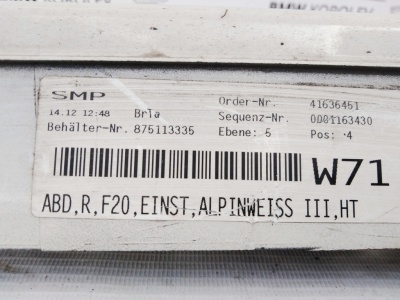 SMP
Order-Nr. 41636451
14.12 12:48 Brla Sequenz-Nr. 0001163430
Behälter-Nr. 875113335 Ebene: 5 Pos: 4
W71
ABD,R,F20,EINST,ALPINWEISS III,HT